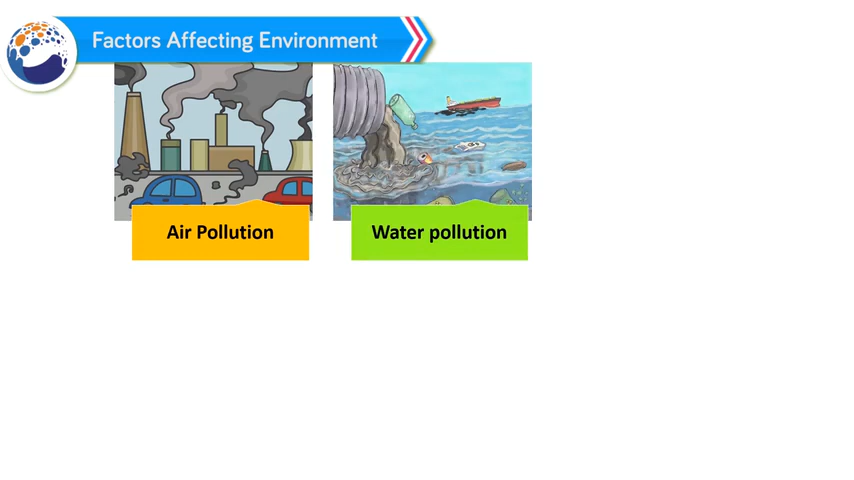 Factors Affecting Environment
Air Pollution
Water pollution